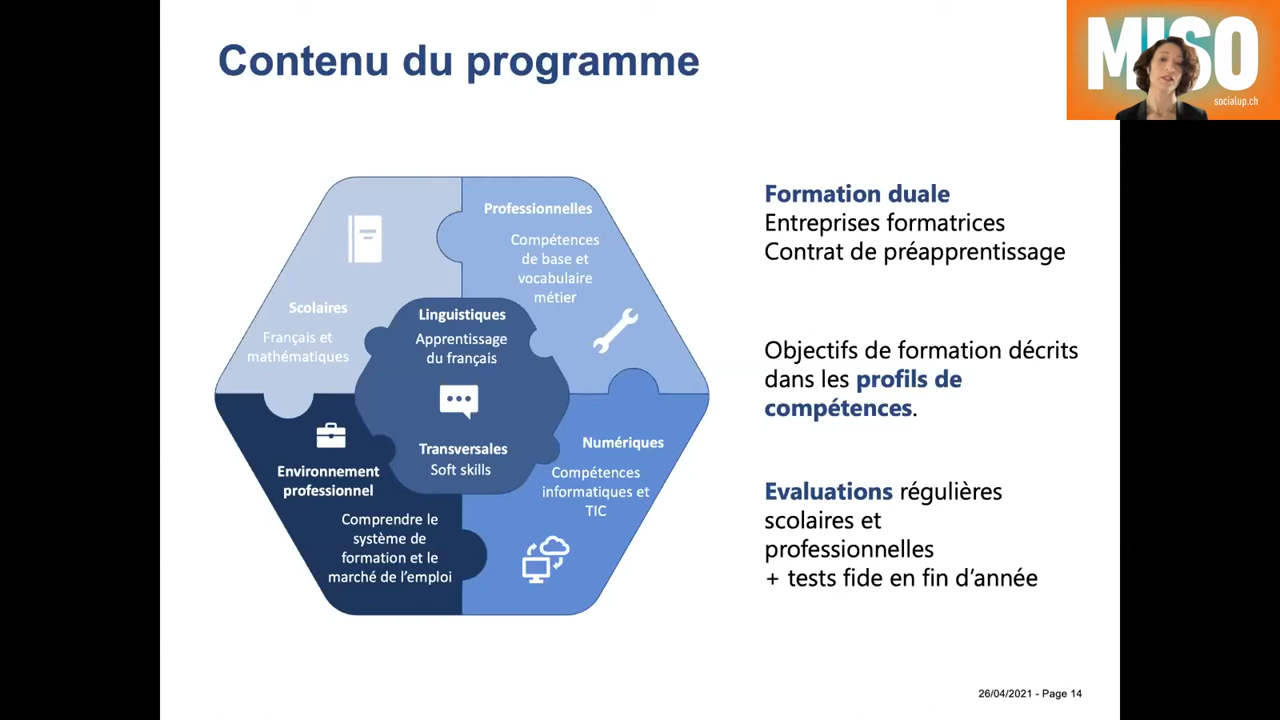 Contenu du programme
MISO
socialup.ch
Professionnelles
Compétences
de base et
vocabulaire
métier
Scolaires
Français et
mathématiques
Linguistiques
Apprentissage
du français
Transversales
Soft skills
Environnement
professionnel
Comprendre le
système de
formation et le
marché de l'emploi
Numériques
Compétences
informatiques et
TIC
Formation duale
Entreprises formatrices
Contrat de préapprentissage
Objectifs de formation décrits
dans les profils de
compétences.
Evaluations régulières
scolaires et
professionnelles
+ tests fide en fin d'année
26/04/2021 - Page 14